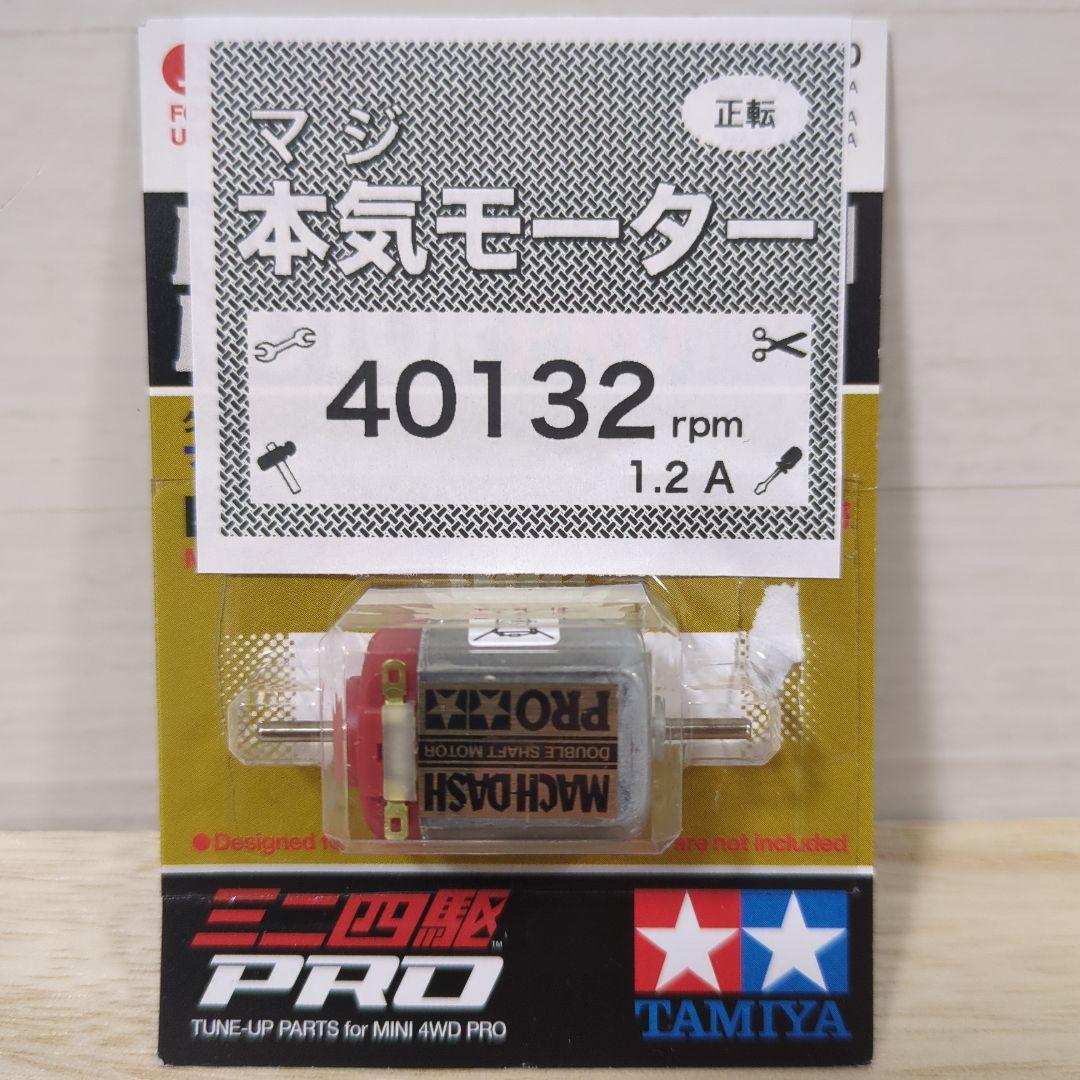 正転
マジ
本気モーター
40132 rpm
1.2 A
PRO
DOUBLE SHAFT MOTOR
MACH-DASH
Designed
are not included
ミニ四駆
TM
PRO
TUNE-UP PARTS for MINI 4WD PRO
TAMIYA